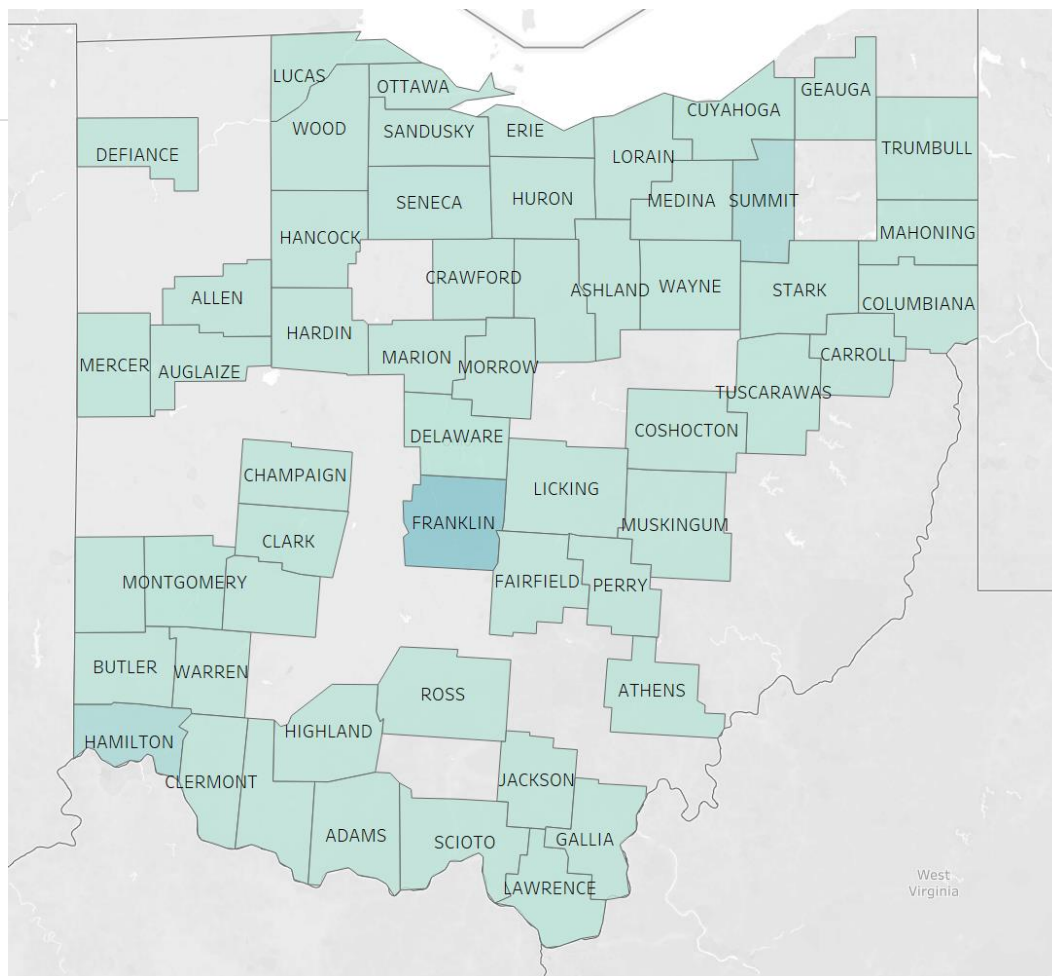 LUCAS
OTTAWA
CUYAHOGA
GEAUGA
WOOD
SANDUSKY
ERIE
TRUMBULL
DEFIANCE
LORAIN
SENECA
HURON
MEDINA
SUMMIT
HANCOCK
MAHONING
CRAWFORD
ASHLAND
WAYNE
STARK
ALLEN
COLUMBIANA
HARDIN
MERCER
AUGLAIZE
MARION
MORROW
CARROLL
TUSCARAWAS
DELAWARE
COSHOCTON
CHAMPAIGN
LICKING
FRANKLIN
MUSKINGUM
CLARK
MONTGOMERY
FAIRFIELD
PERRY
BUTLER
WARREN
ROSS
ATHENS
HAMILTON
HIGHLAND
CLERMONT
JACKSON
ADAMS
SCIOTO
GALLIA
LAWRENCE
West
Virginia